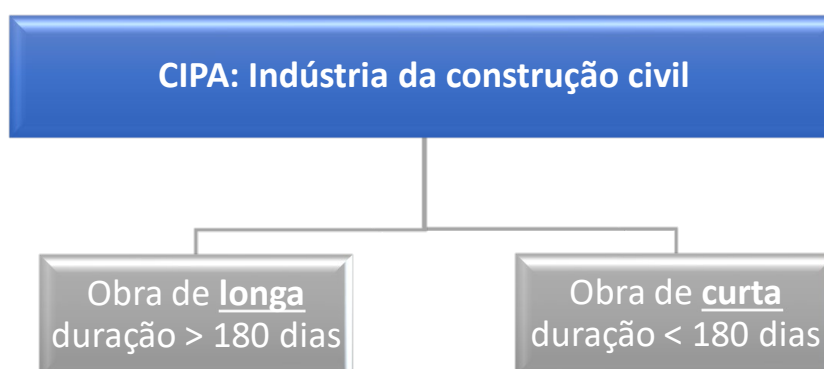 CIPA: Indústria da construção civil
Obra de longa
duração > 180 dias
Obra de curta
duração < 180 dias